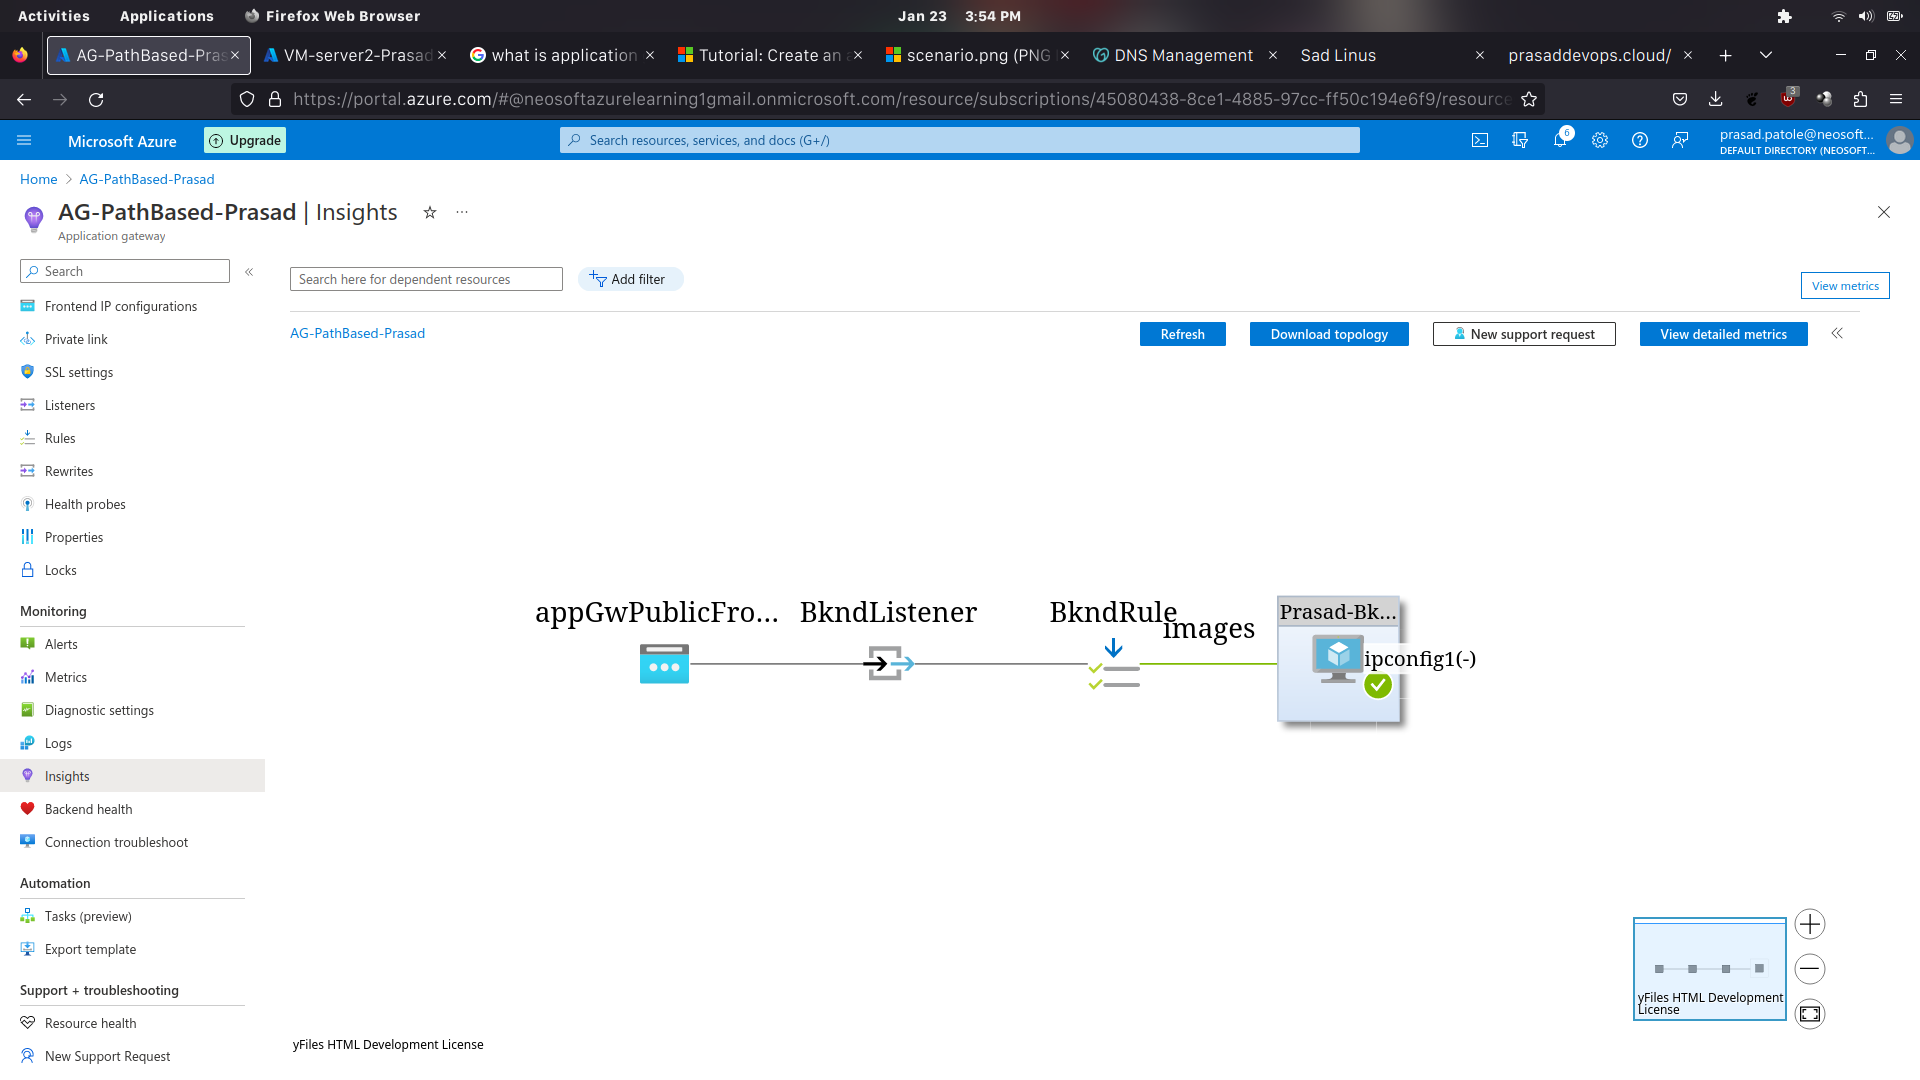 Activities Applications Firefox Web Browser Jan 23 3:54 PM
AG-PathBased-Pras VM-server2-Prasad what is application Tutorial: Create an a scenario.png (PNG DNS Management Sad Linus prasaddevops.cloud/
https://portal.azure.com/#@neosoftazurelearning1gmail.onmicrosoft.com/resource/subscriptions/45080438-8ce1-4885-97cc-ff50c194e6f9/resource 3
Microsoft Azure Upgrade Search resources, services, and docs (G+/) 6 prasad.patole@neosoft...
DEFAULT DIRECTORY (NEOSOFT...
Home > AG-PathBased-Prasad
AG-PathBased-Prasad | Insights ...
Application gateway
Search
Frontend IP configurations
Private link
SSL settings
Listeners
Rules
Rewrites
Health probes
Properties
Locks
Monitoring
Alerts
Metrics
Diagnostic settings
Logs
Insights
Backend health
Connection troubleshoot
Automation
Tasks (preview)
Export template
Support + troubleshooting
Resource health
New Support Request
Search here for dependent resources Add filter
View metrics
AG-PathBased-Prasad Refresh Download topology New support request View detailed metrics
appGwPublicFro... BkndListener BkndRule images Prasad-Bk...
ipconfig1(-)
yFiles HTML Development
License
yFiles HTML Development License